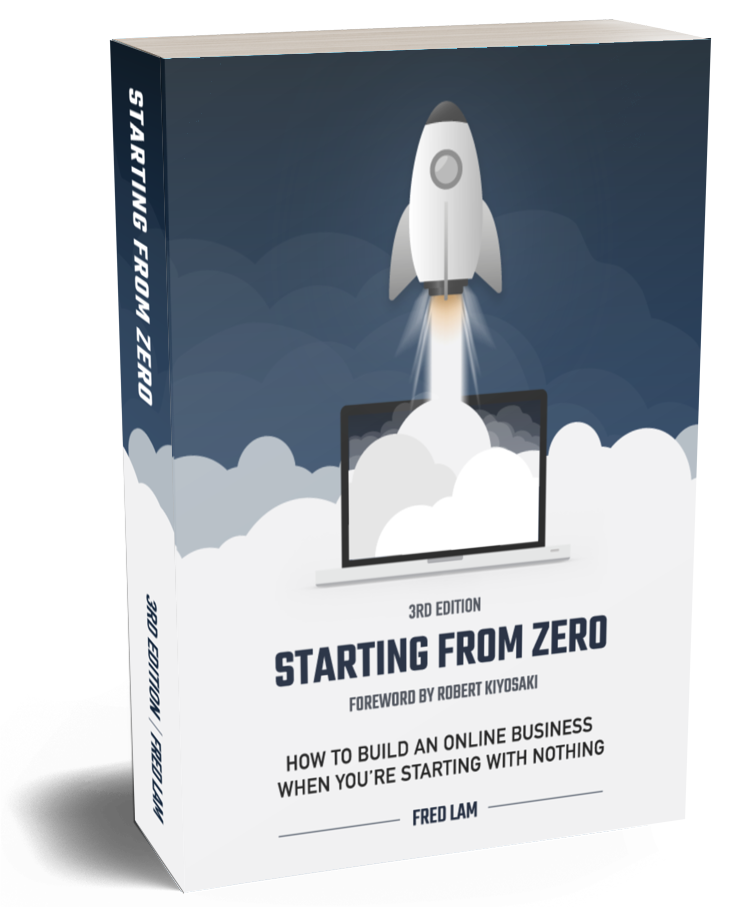 STARTING FROM ZERO
3RD EDITION / FRED LAM
3RD EDITION
STARTING FROM ZERO
FOREWORD BY ROBERT KIYOSAKI
HOW TO BUILD AN ONLINE BUSINESS
WHEN YOU'RE STARTING WITH NOTHING
FRED LAM